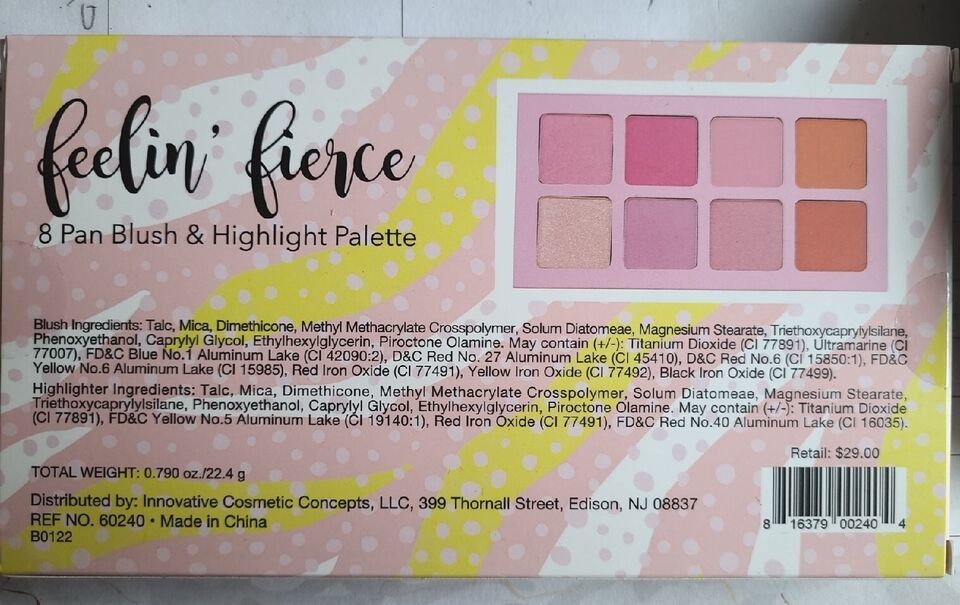 feelin' fierce
8 Pan Blush & Highlight Palette
Blush Ingredients: Talc, Mica, Dimethicone, Methyl Methacrylate Crosspolymer, Solum Diatomeae, Magnesium Stearate, Triethoxycaprylylsilane,
Phenoxyethanol, Caprylyl Glycol, Ethylhexylglycerin, Piroctone Olamine. May contain (+/-): Titanium Dioxide (CI 77891), Ultramarine (CI
77007), FD&C Blue No.1 Aluminum Lake (CI 42090:2), D&C Red No. 27 Aluminum Lake (CI 45410), D&C Red No.6 (CI 15850:1), FD&C
Yellow No.6 Aluminum Lake (CI 15985), Red Iron Oxide (CI 77491), Yellow Iron Oxide (CI 77492), Black Iron Oxide (CI 77499).
Highlighter Ingredients: Talc, Mica, Dimethicone, Methyl Methacrylate Crosspolymer, Solum Diatomeae, Magnesium Stearate,
Triethoxycaprylylsilane, Phenoxyethanol, Caprylyl Glycol, Ethylhexylglycerin, Piroctone Olamine. May contain (+/-): Titanium Dioxide
(CI 77891), FD&C Yellow No.5 Aluminum Lake (CI 19140:1), Red Iron Oxide (CI 77491), FD&C Red No.40 Aluminum Lake (CI 16035).
Retail: $29.00
TOTAL WEIGHT: 0.790 oz./22.4 g
Distributed by: Innovative Cosmetic Concepts, LLC, 399 Thornall Street, Edison, NJ 08837
REF NO. 60240 • Made in China
B0122
8 16379 00240 4